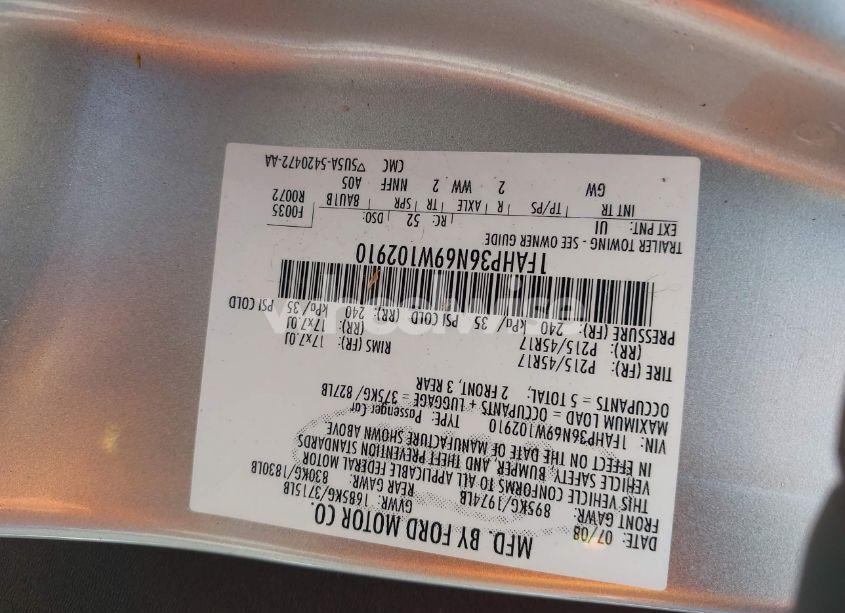 MFD. BY FORD MOTOR CO.
DATE: 07/08 GVWR: 1685KG/3715LB
FRONT GAWR: REAR GAWR:
895KG/1974LB 830KG/1830LB
THIS VEHICLE CONFORMS TO ALL APPLICABLE FEDERAL MOTOR
VEHICLE SAFETY, BUMPER, AND THEFT PREVENTION STANDARDS
IN EFFECT ON THE DATE OF MANUFACTURE SHOWN ABOVE.
VIN: 1FAHP36N69W102910 TYPE: Passenger Car
MAXIMUM LOAD = OCCUPANTS + LUGGAGE = 375KG/827LB
OCCUPANTS = 5 TOTAL: 2 FRONT, 3 REAR
TIRE (FR): P215/45R17 RIMS (FR): 17x7.0J
(RR): P215/45R17 (RR): 17x7.0J
PRESSURE (FR): 240 kPa/35 PSI COLD (RR): 240 kPa/35 PSI COLD
1FAHP36N69W102910
TRAILER TOWING - SEE OWNER GUIDE
EXT PNT: UI RC: 52 DSO: F0035
R0072
INT TR TP/PS R AXLE TR SPR 8AU1B
GW 2 WW 2 NNFF A05
CMC ▽5U5A-5420472-AA